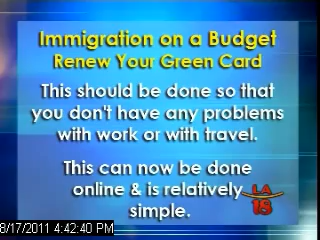 Immigration on a Budget
Renew Your Green Card
This should be done so that
you don't have any problems
with work or with travel.
This can now be done
online & is relatively
simple.
LA
18
8/17/2011 4:42:40 PM